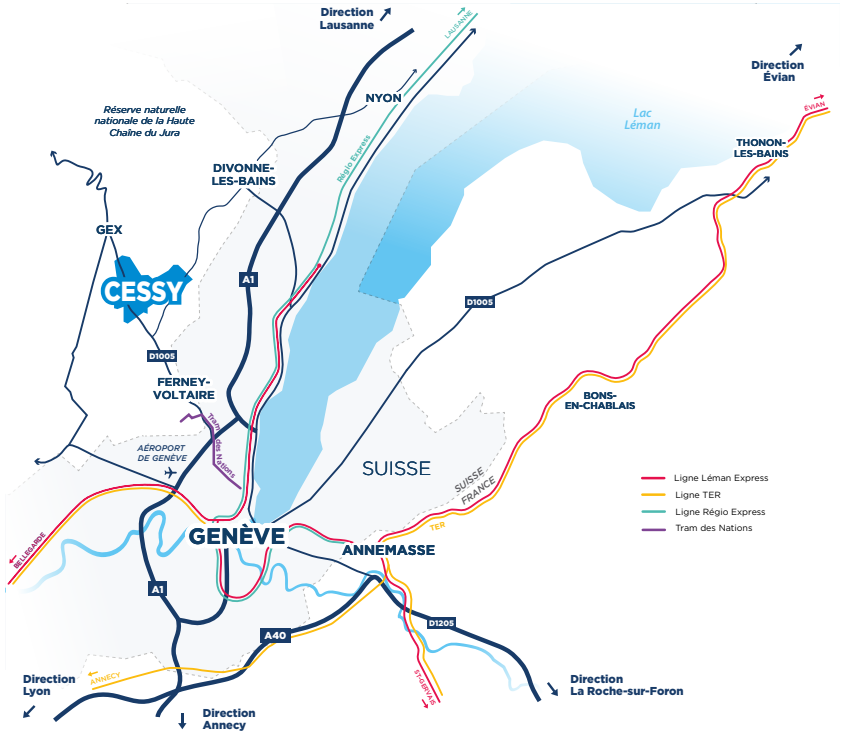 Direction
Lausanne
LAUSANNE
Direction
Évian
ÉVIAN
NYON
Réserve naturelle
nationale de la Haute
Chaîne du Jura
Lac
Léman
THONON-
LES-BAINS
Régio Express
DIVONNE-
LES-BAINS
GEX
A1
CESSY
D1005
D1005
FERNEY-
VOLTAIRE
BONS-
EN-CHABLAIS
Tram des Nations
AÉROPORT
DE GENÈVE
SUISSE
SUISSE
FRANCE
Ligne Léman Express
Ligne TER
Ligne Régio Express
Tram des Nations
TER
GENÈVE
ANNEMASSE
BELLEGARDE
A1
D1205
A40
ANNECY
ST-GERVAIS
Direction
Lyon
Direction
La Roche-sur-Foron
Direction
Annecy